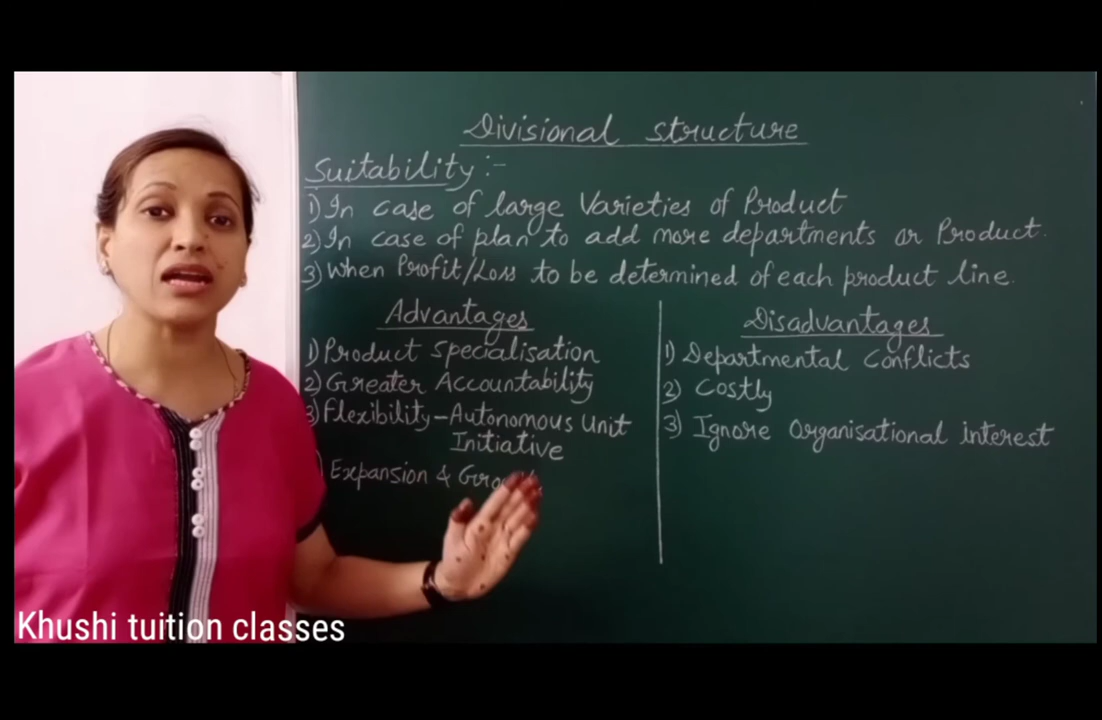 Divisional structure
Suitability :-
1) In case of large Varieties of Product
2) In case of plan to add more departments or Product.
3) When Profit/Loss to be determined of each product line.
Advantages
1) Product Specialisation
2) Greater Accountability
3) Flexibility - Autonomous Unit
Initiative
) Expansion &
Disadvantages
1) Departmental Conflicts
2) Costly
3) Ignore Organisational interest
Khushi tuition classes